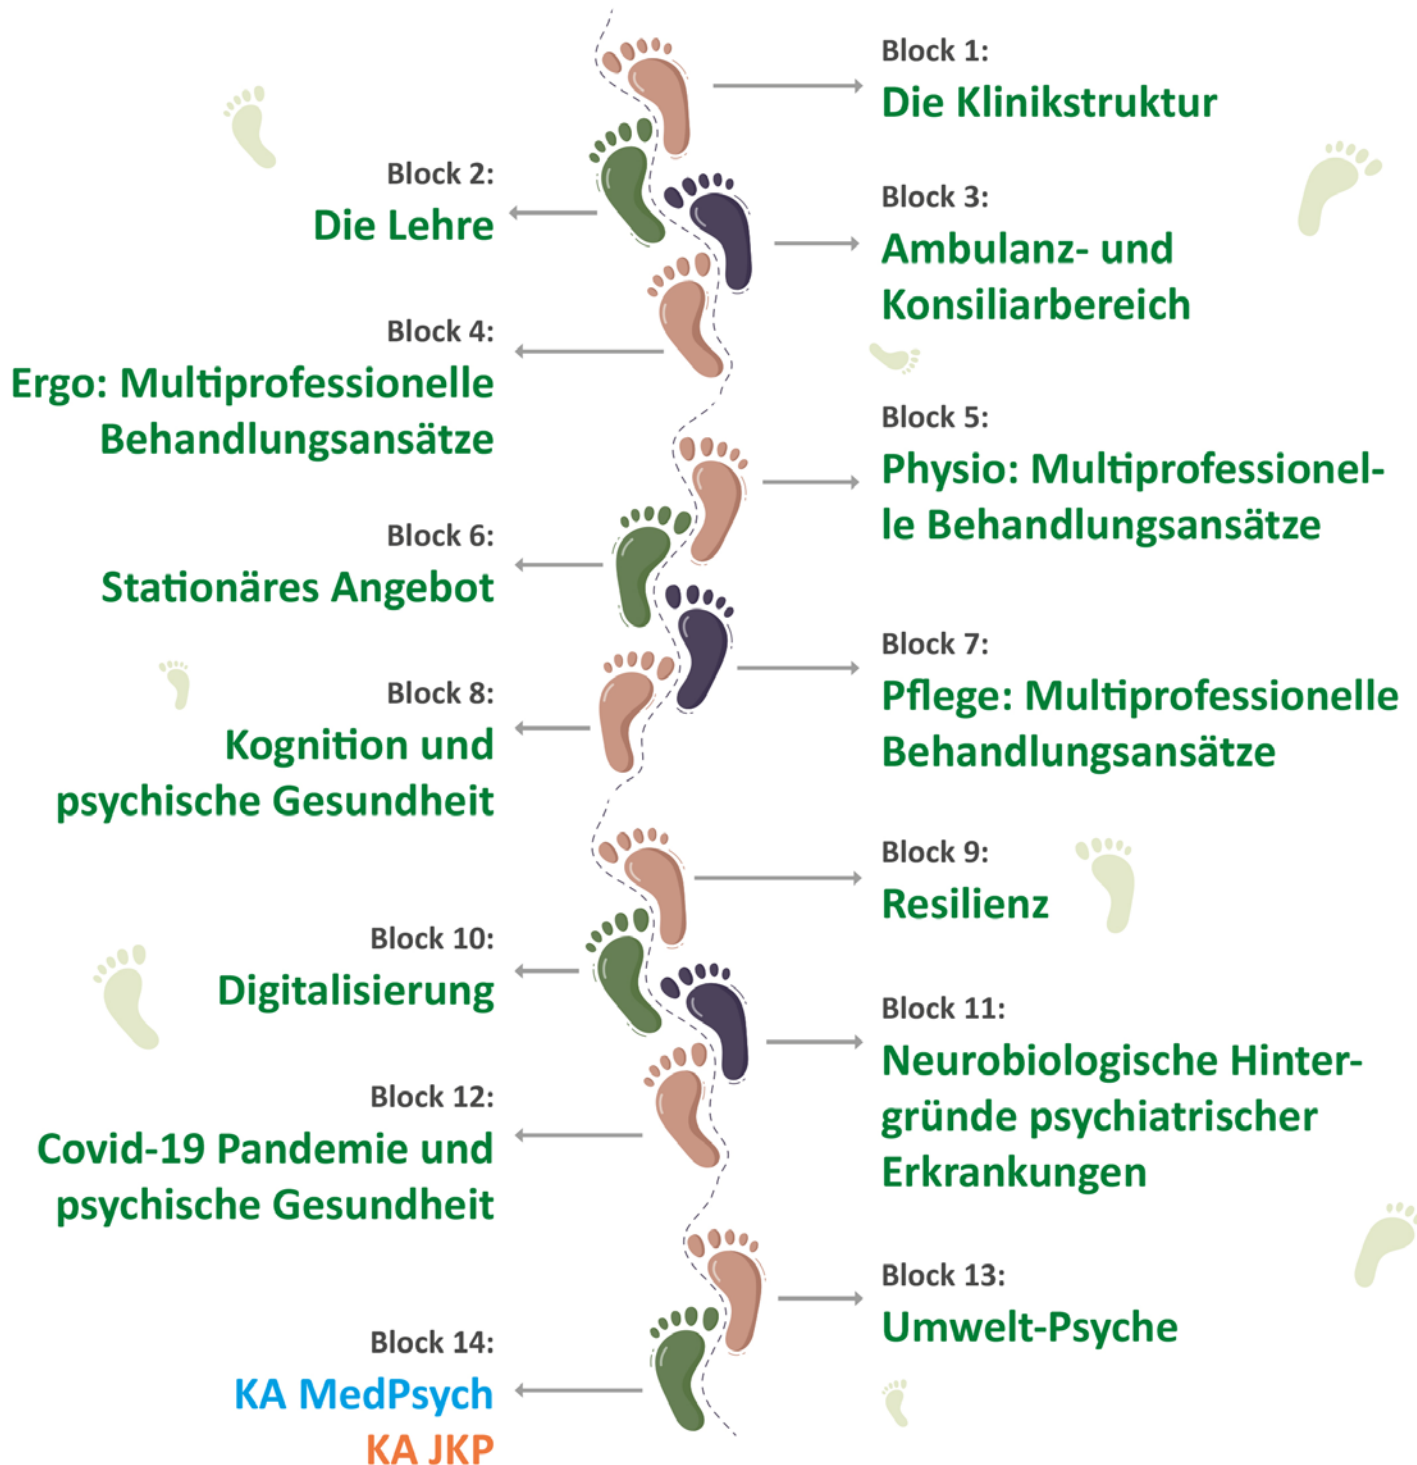 Block 1:
Die Klinikstruktur
Block 2:
Die Lehre
Block 3:
Ambulanz- und
Konsiliarbereich
Block 4:
Ergo: Multiprofessionelle
Behandlungsansätze
Block 5:
Physio: Multiprofessionel-
le Behandlungsansätze
Block 6:
Stationäres Angebot
Block 7:
Pflege: Multiprofessionelle
Behandlungsansätze
Block 8:
Kognition und
psychische Gesundheit
Block 9:
Resilienz
Block 10:
Digitalisierung
Block 11:
Neurobiologische Hinter-
gründe psychiatrischer
Erkrankungen
Block 12:
Covid-19 Pandemie und
psychische Gesundheit
Block 13:
Umwelt-Psyche
Block 14:
KA MedPsych
KA JKP